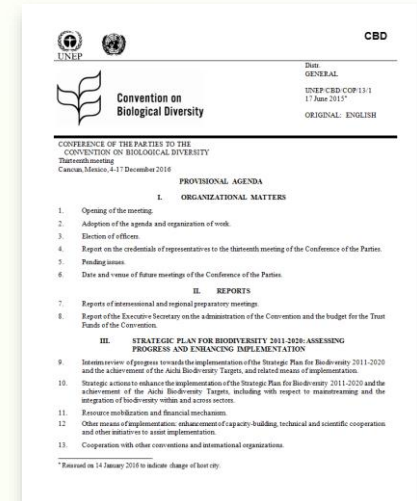 CBD
UNEP
Distr.
GENERAL
UNEP/CBD/COP/13/1
17 June 2015*
ORIGINAL: ENGLISH
Convention on
Biological Diversity
CONFERENCE OF THE PARTIES TO THE
CONVENTION ON BIOLOGICAL DIVERSITY
Thirteenth meeting
Cancun, Mexico, 4-17 December 2016
PROVISIONAL AGENDA
I. ORGANIZATIONAL MATTERS
1. Opening of the meeting.
2. Adoption of the agenda and organization of work.
3. Election of officers.
4. Report on the credentials of representatives to the thirteenth meeting of the Conference of the Parties.
5. Pending issues.
6. Date and venue of future meetings of the Conference of the Parties.
II. REPORTS
7. Reports of intersessional and regional preparatory meetings.
8. Report of the Executive Secretary on the administration of the Convention and the budget for the Trust
Funds of the Convention.
III. STRATEGIC PLAN FOR BIODIVERSITY 2011-2020: ASSESSING
PROGRESS AND ENHANCING IMPLEMENTATION
9. Interim review of progress towards the implementation of the Strategic Plan for Biodiversity 2011-2020
and the achievement of the Aichi Biodiversity Targets, and related means of implementation.
10. Strategic actions to enhance the implementation of the Strategic Plan for Biodiversity 2011-2020 and the
achievement of the Aichi Biodiversity Targets, including with respect to mainstreaming and the
integration of biodiversity within and across sectors.
11. Resource mobilization and financial mechanism.
12 Other means of implementation: enhancement of capacity-building, technical and scientific cooperation
and other initiatives to assist implementation.
13. Cooperation with other conventions and international organizations.
* Reissued on 14 January 2016 to indicate change of host city.